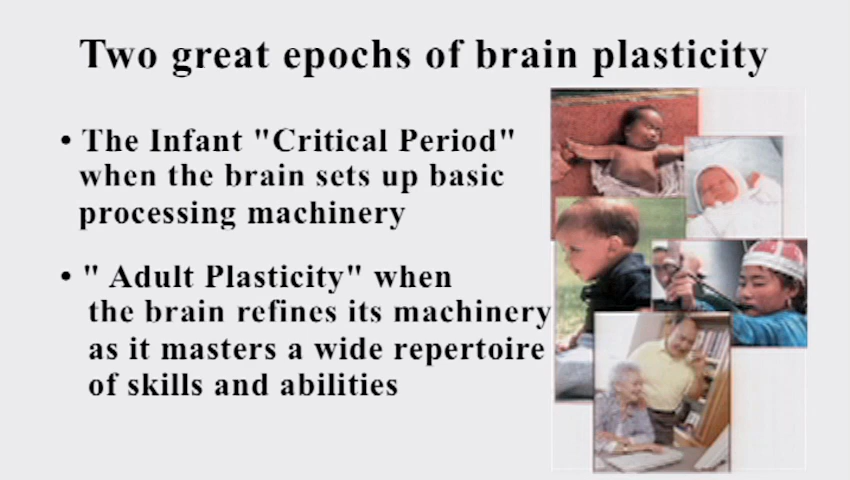 Two great epochs of brain plasticity
• The Infant "Critical Period"
when the brain sets up basic
processing machinery
• " Adult Plasticity" when
the brain refines its machinery
as it masters a wide repertoire
of skills and abilities